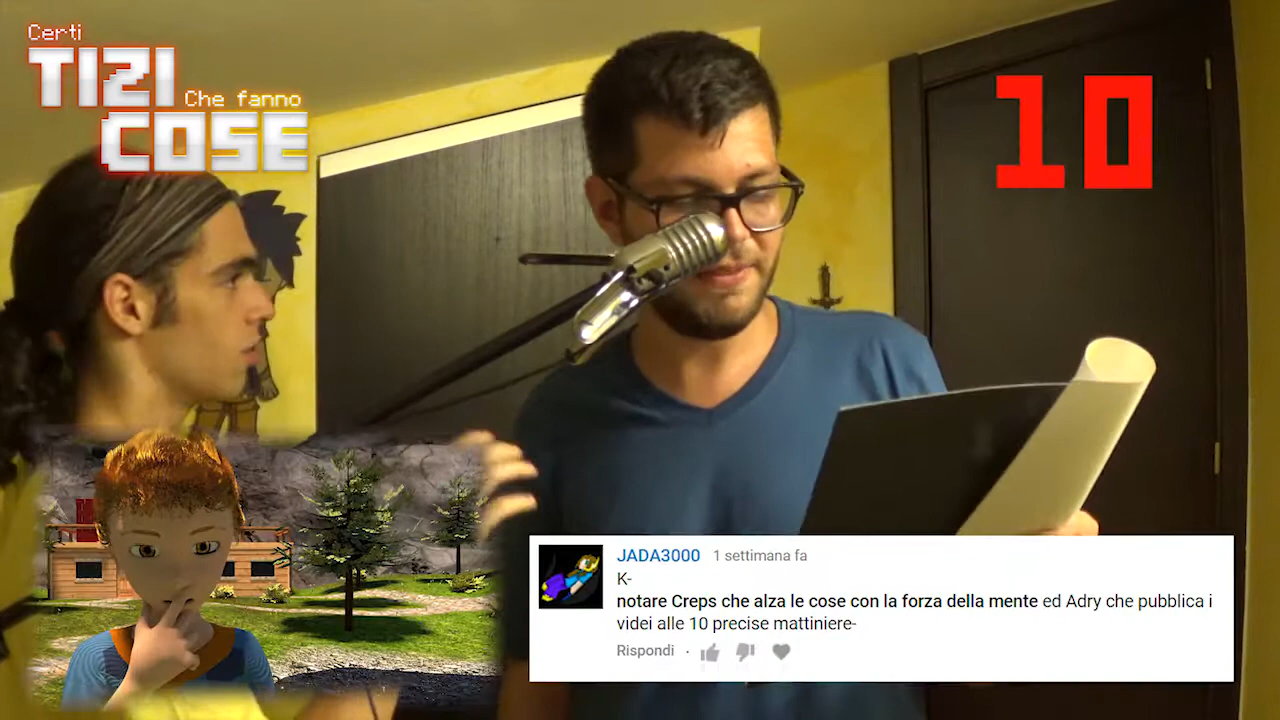 Certi
TIZI
Che fanno
COSE
10
JADA3000 1 settimana fa
K-
notare Creps che alza le cose con la forza della mente ed Adry che pubblica i
videi alle 10 precise mattiniere-
Rispondi ·